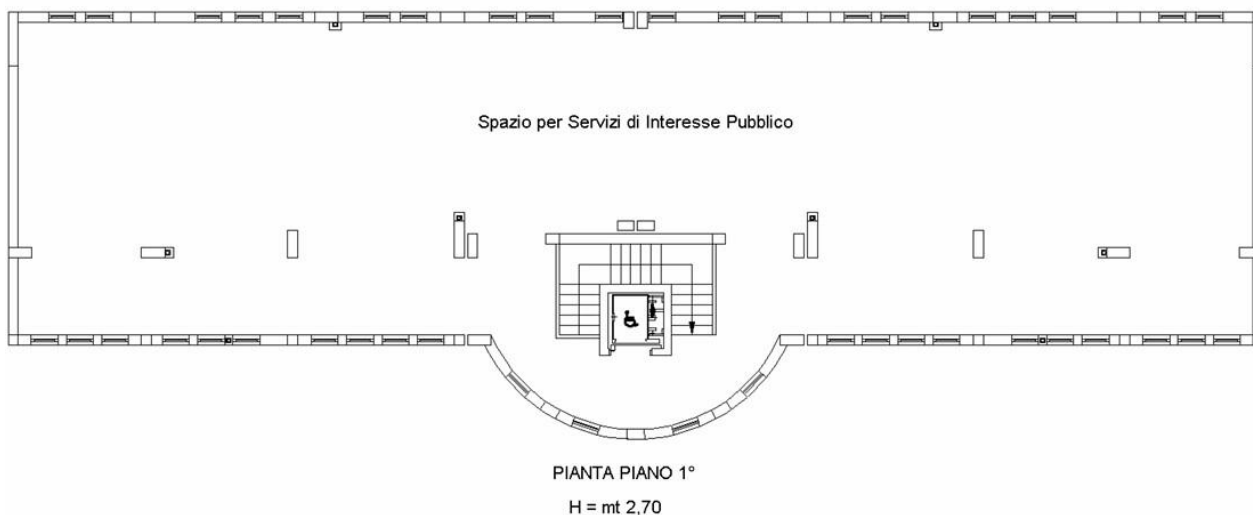 Spazio per Servizi di Interesse Pubblico
PIANTA PIANO 1°
H = mt 2,70